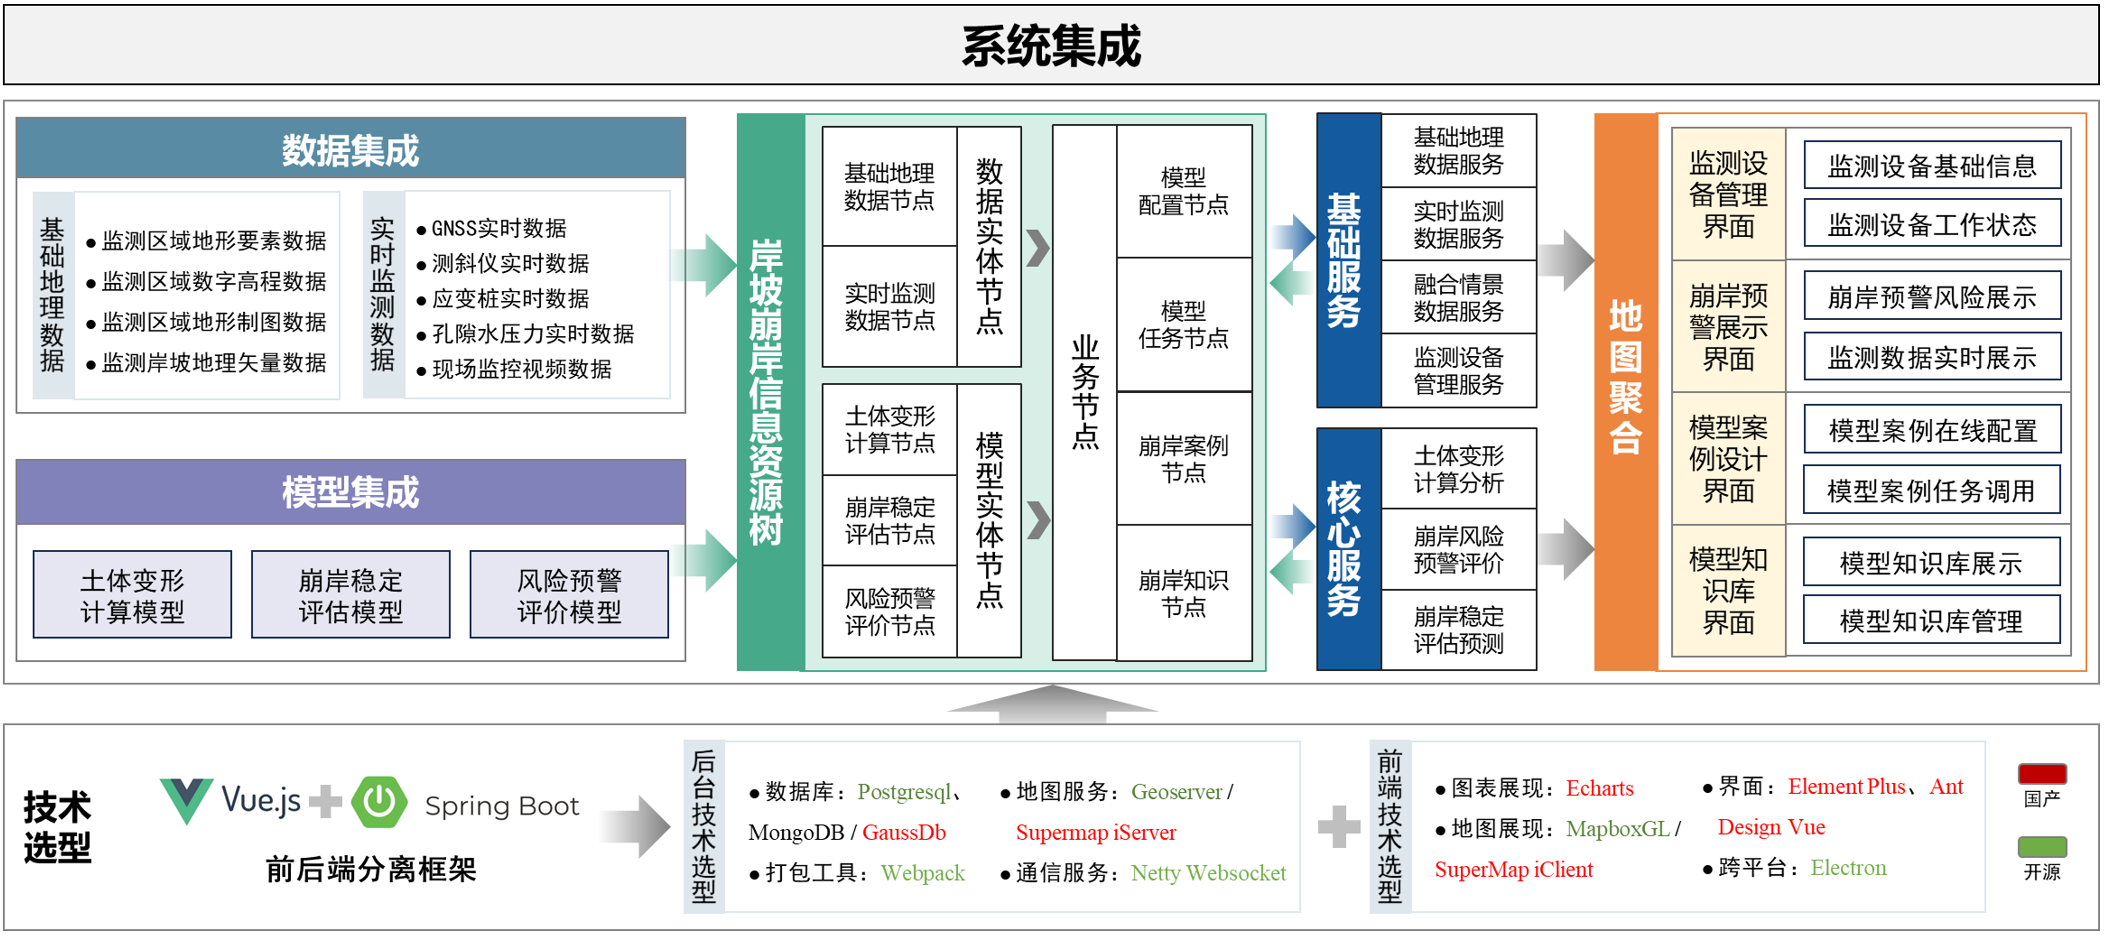 系统集成
数据集成
基础地理数据
● 监测区域地形要素数据
● 监测区域数字高程数据
● 监测区域地形制图数据
● 监测岸坡地理矢量数据
实时监测数据
● GNSS实时数据
● 测斜仪实时数据
● 应变桩实时数据
● 孔隙水压力实时数据
● 现场监控视频数据
模型集成
土体变形
计算模型
崩岸稳定
评估模型
风险预警
评价模型
岸坡崩岸信息资源树
基础地理
数据节点
实时监测
数据节点
数据实体节点
土体变形
计算节点
崩岸稳定
评估节点
风险预警
评价节点
模型实体节点
业务节点
模型
配置节点
模型
任务节点
崩岸案例
节点
崩岸知识
节点
基础服务
基础地理
数据服务
实时监测
数据服务
融合情景
数据服务
监测设备
管理服务
核心服务
土体变形
计算分析
崩岸风险
预警评价
崩岸稳定
评估预测
地图聚合
监测设
备管理
界面
监测设备基础信息
监测设备工作状态
崩岸预
警展示
界面
崩岸预警风险展示
监测数据实时展示
模型案
例设计
界面
模型案例在线配置
模型案例任务调用
模型知
识库
界面
模型知识库展示
模型知识库管理
技术
选型
Vue.js
Spring Boot
前后端分离框架
后台技术选型
● 数据库：Postgresql、
MongoDB / GaussDb
● 打包工具：Webpack
● 地图服务：Geoserver /
Supermap iServer
● 通信服务：Netty Websocket
前端技术选型
● 图表展现：Echarts
● 地图展现：MapboxGL /
SuperMap iClient
● 界面：Element Plus、Ant
Design Vue
● 跨平台：Electron
国产
开源